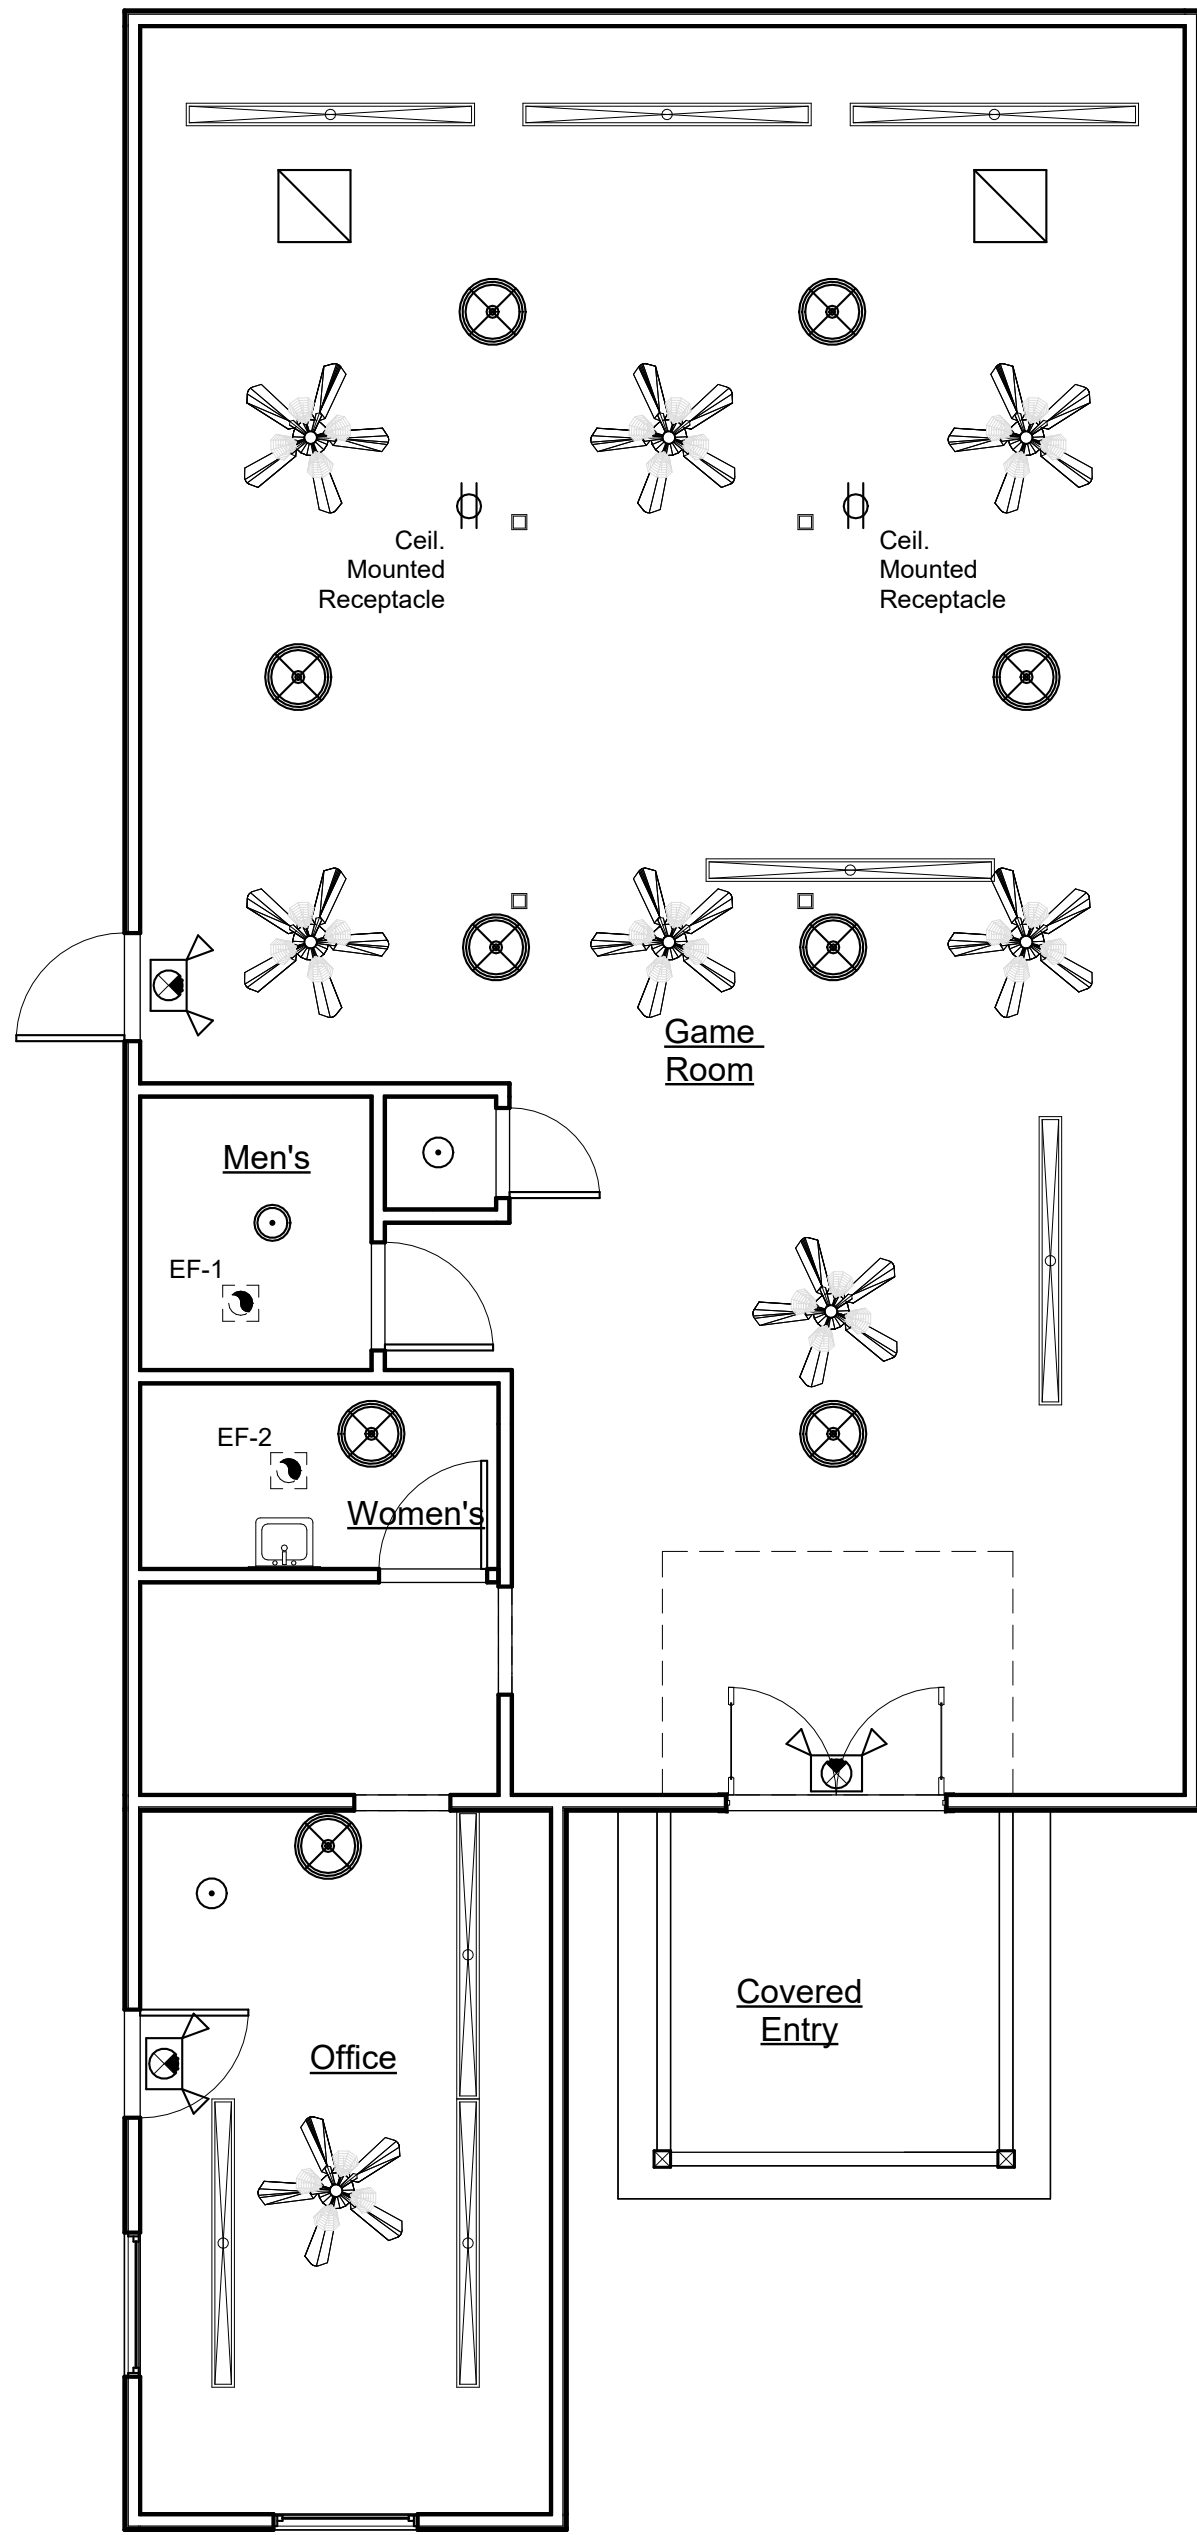 Ceil.
Mounted
Receptacle
Ceil.
Mounted
Receptacle
Game
Room
Men's
EF-1
EF-2
Women's
Covered
Entry
Office